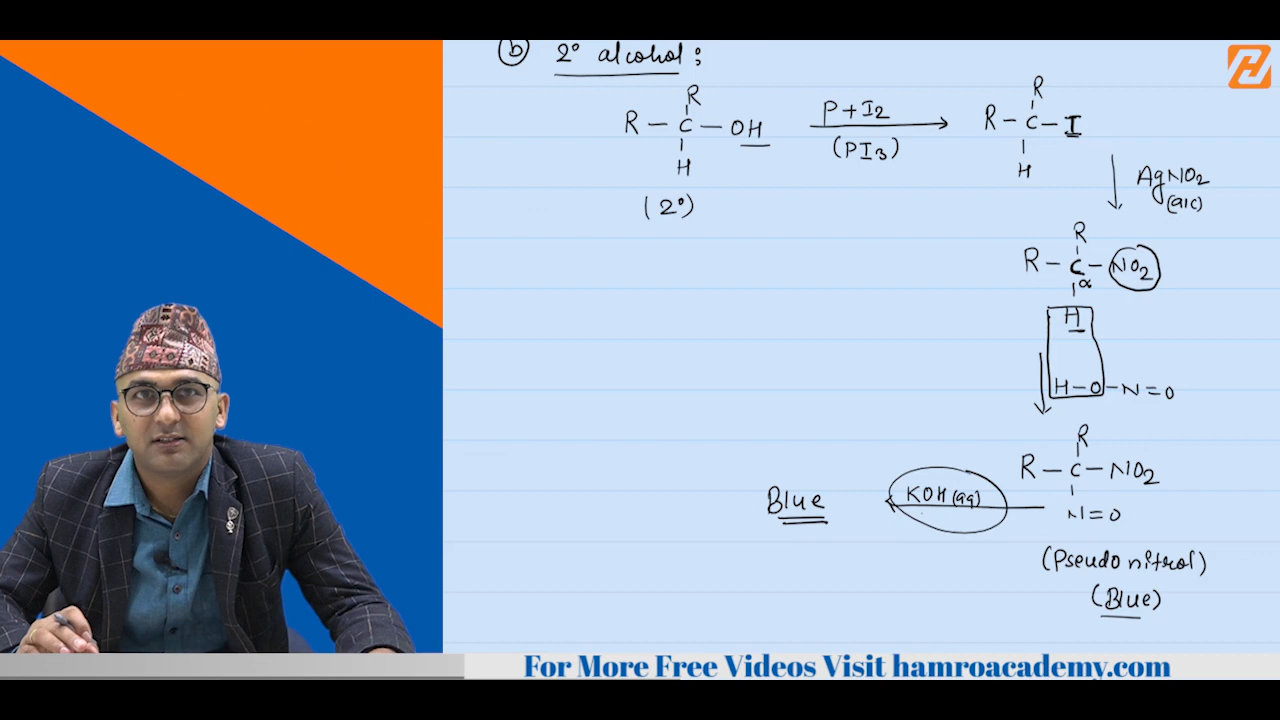 ⓑ 2° alcohol :
R
R – C – OH
H
(2°)
P + I2
(PI3)
R
R – C – I
H
AgNO2
(alc)
R
R – C – NO2
α
H
H – O – N = O
R
R – C – NO2
N = O
(Pseudo nitrol)
(Blue)
KOH (aq)
Blue
For More Free Videos Visit hamroacademy.com